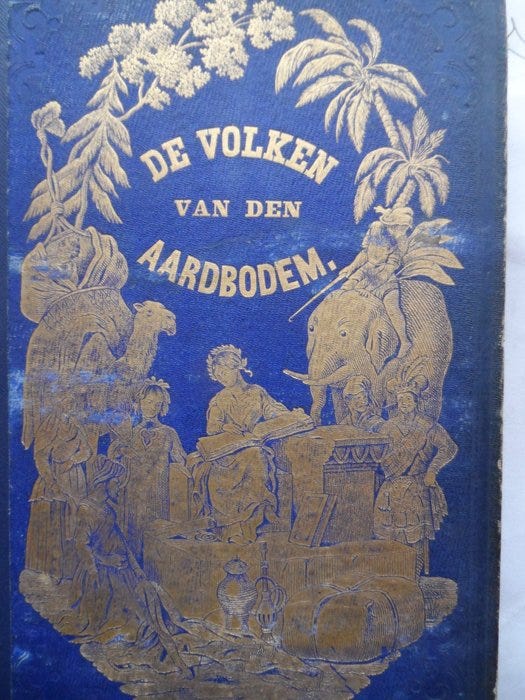 DE VOLKEN
VAN DEN
AARDBODEM.